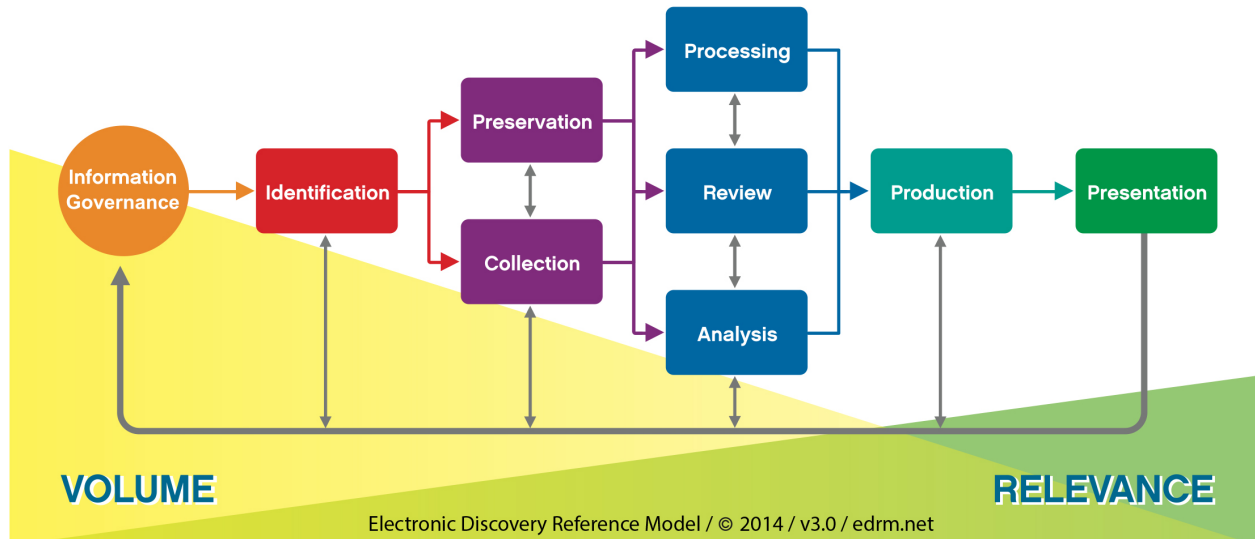 Information
Governance
Identification
Preservation
Collection
Processing
Review
Analysis
Production
Presentation
VOLUME
RELEVANCE
Electronic Discovery Reference Model / © 2014 / v3.0 / edrm.net